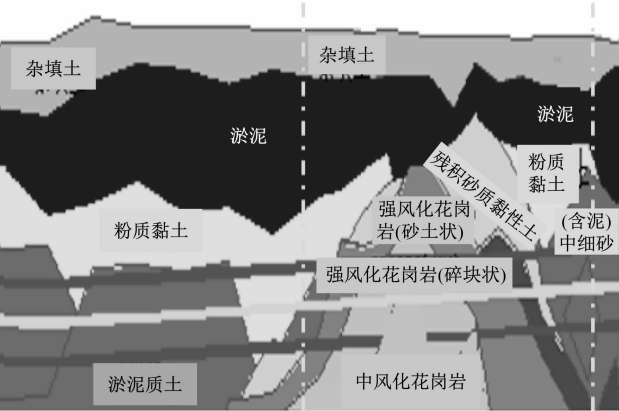 杂填土
杂填土
淤泥
淤泥
粉质
黏土
残积砂质黏性土
强风化花岗
岩(砂土状)
(含泥)
中细砂
粉质黏土
强风化花岗岩(碎块状)
淤泥质土
中风化花岗岩